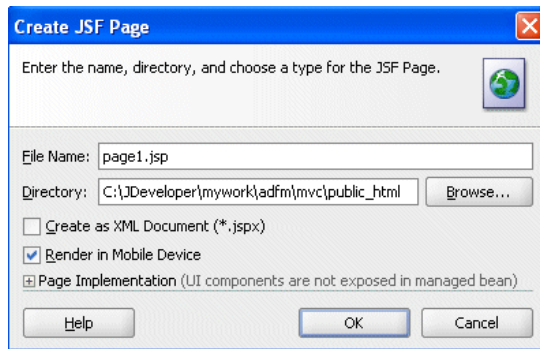 Create JSF Page
Enter the name, directory, and choose a type for the JSF Page.
File Name: page1.jsp
Directory: C:\JDeveloper\mywork\adfm\mvc\public_html Browse...
Create as XML Document (*.jspx)
Render in Mobile Device
Page Implementation (UI components are not exposed in managed bean)
Help OK Cancel